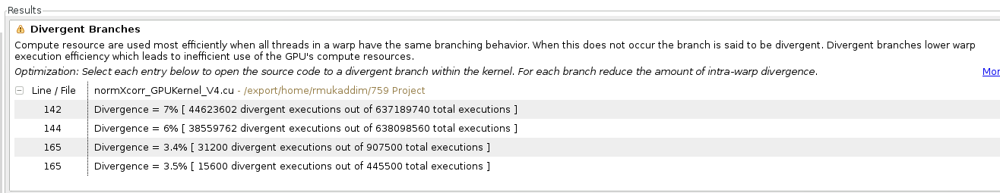 Results
Divergent Branches
Compute resource are used most efficiently when all threads in a warp have the same branching behavior. When this does not occur the branch is said to be divergent. Divergent branches lower warp
execution efficiency which leads to inefficient use of the GPU's compute resources.
Optimization: Select each entry below to open the source code to a divergent branch within the kernel. For each branch reduce the amount of intra-warp divergence.
Mor
Line / File normXcorr_GPUKernel_V4.cu - /export/home/rmukaddim/759 Project
142 Divergence = 7% [ 44623602 divergent executions out of 637189740 total executions ]
144 Divergence = 6% [ 38559762 divergent executions out of 638098560 total executions ]
165 Divergence = 3.4% [ 31200 divergent executions out of 907500 total executions ]
165 Divergence = 3.5% [ 15600 divergent executions out of 445500 total executions ]